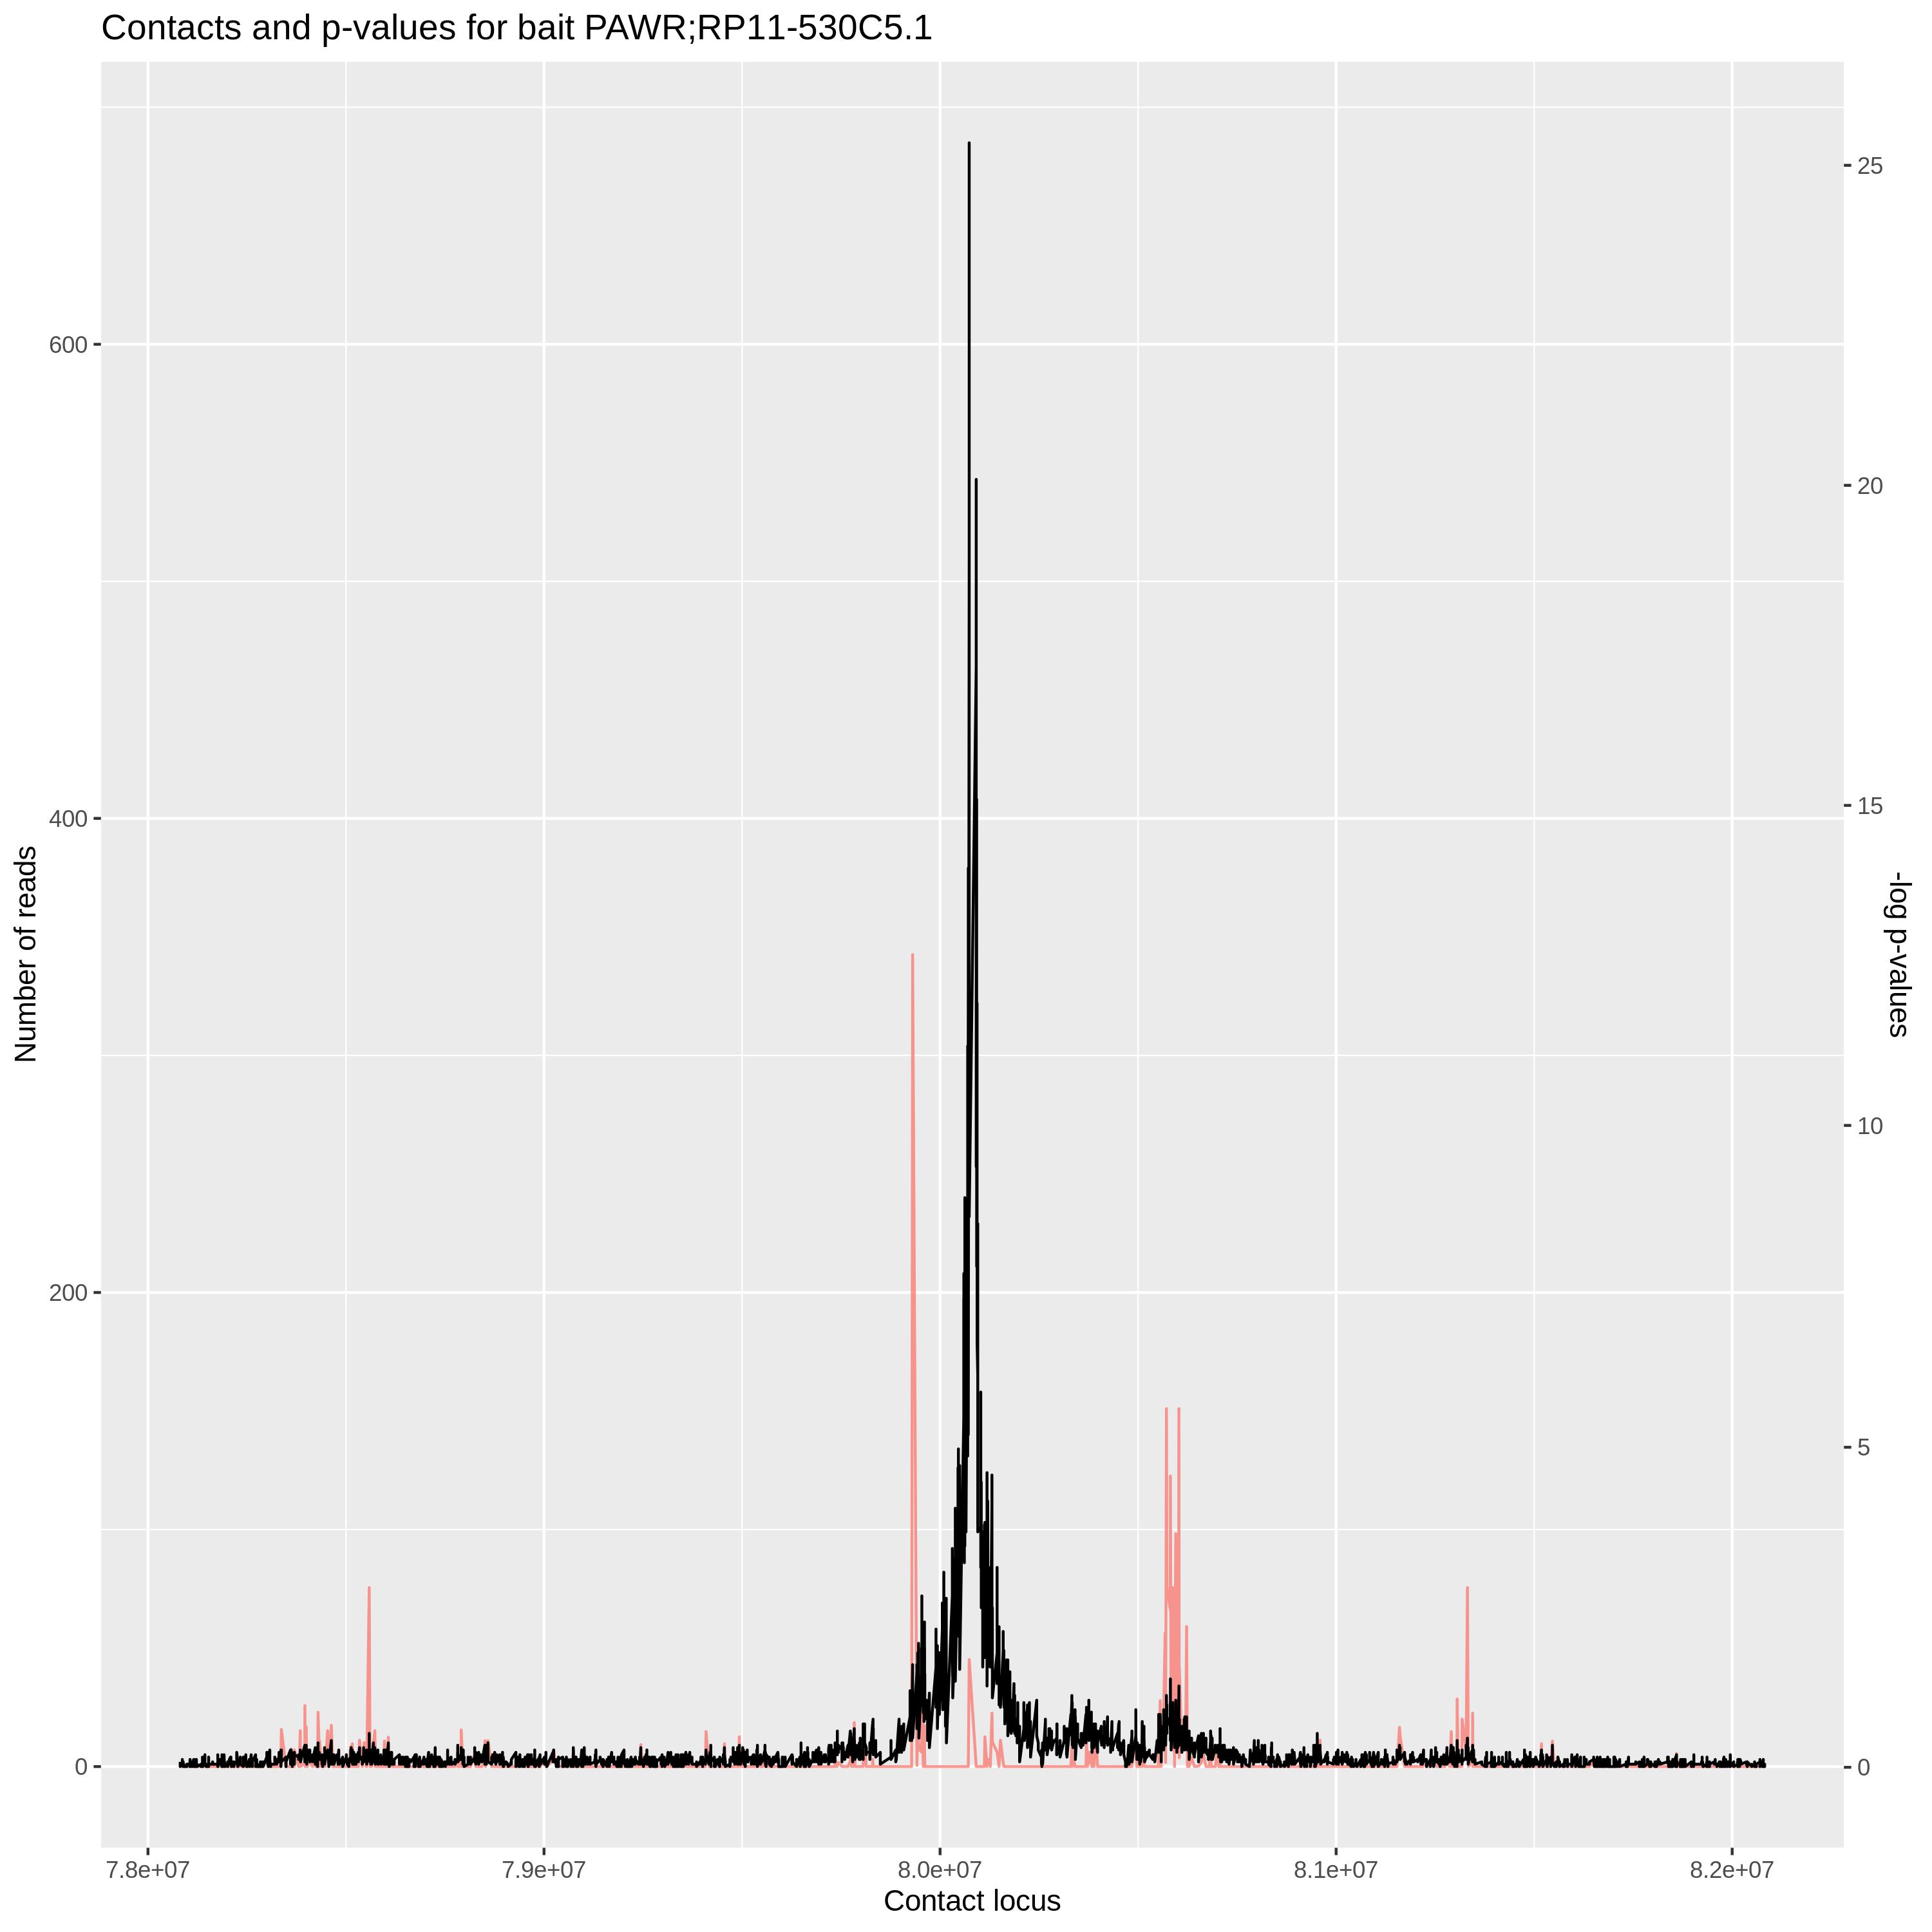 Contacts and p-values for bait PAWR;RP11-530C5.1
600
400
200
0
Number of reads
25
20
15
10
5
0
-log p-values
7.8e+07 7.9e+07 8.0e+07 8.1e+07 8.2e+07
Contact locus